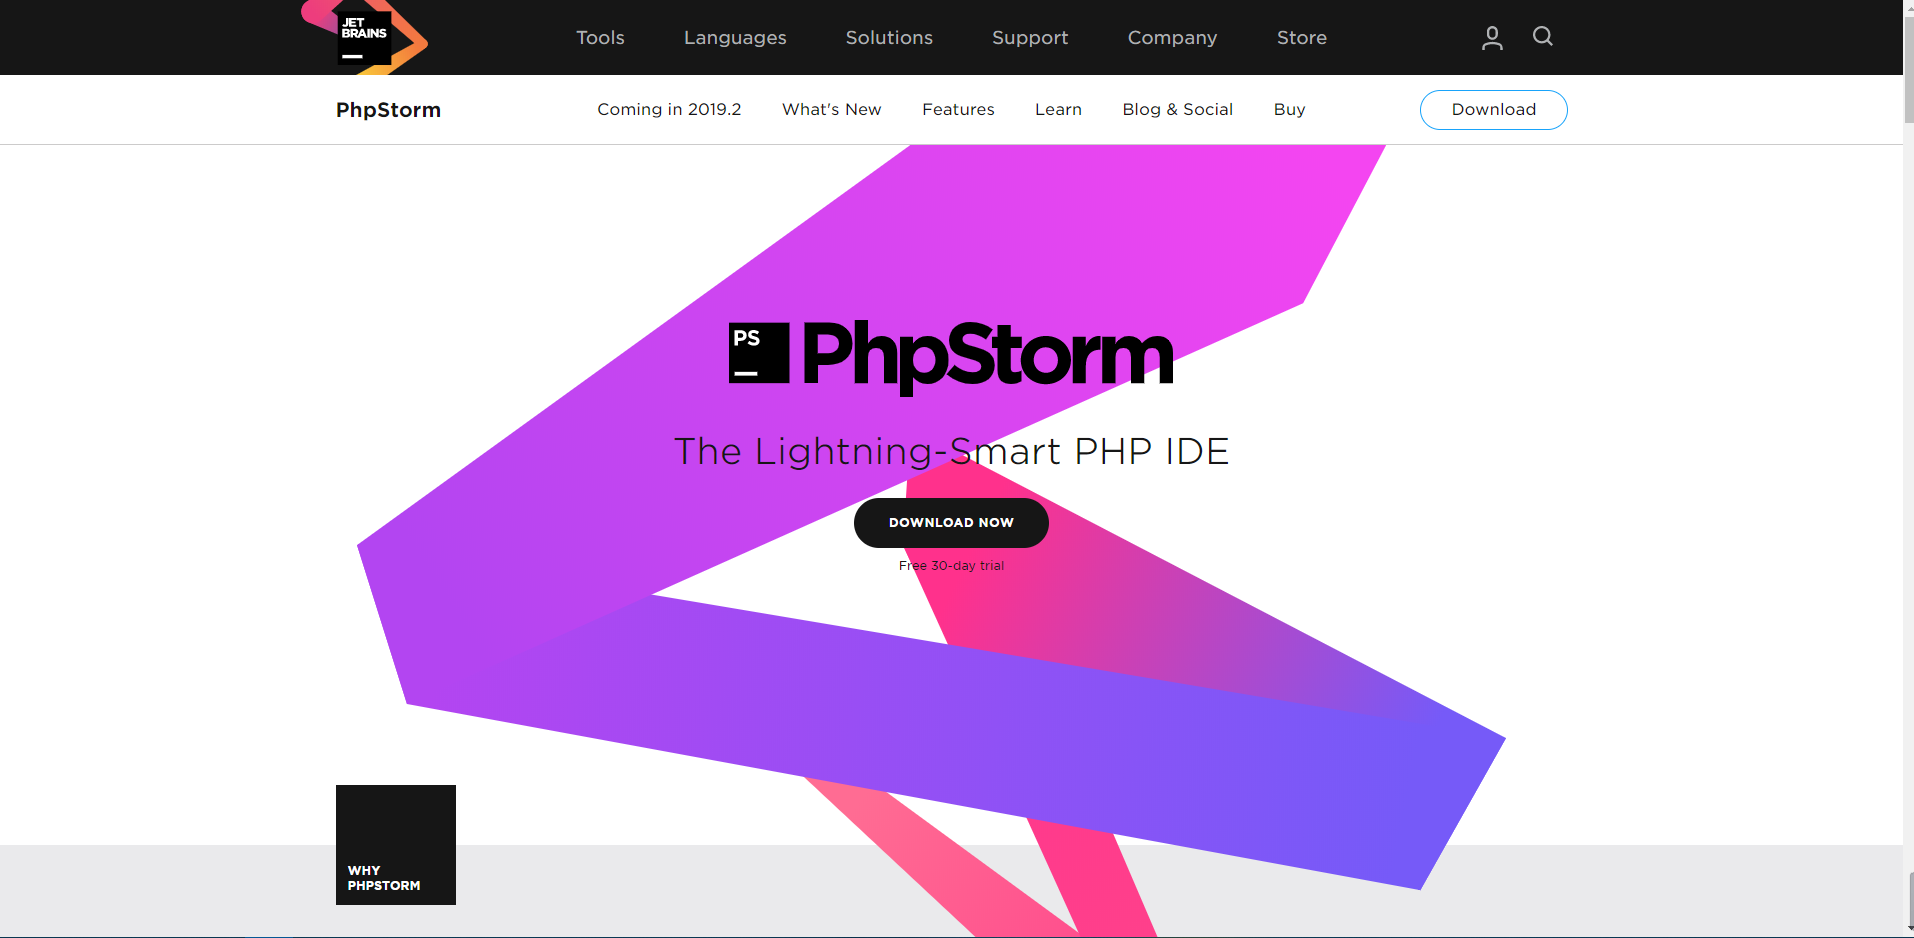 JET
BRAINS
Tools Languages Solutions Support Company Store
PhpStorm Coming in 2019.2 What's New Features Learn Blog & Social Buy Download
PS PhpStorm
The Lightning-Smart PHP IDE
DOWNLOAD NOW
Free 30-day trial
WHY
PHPSTORM